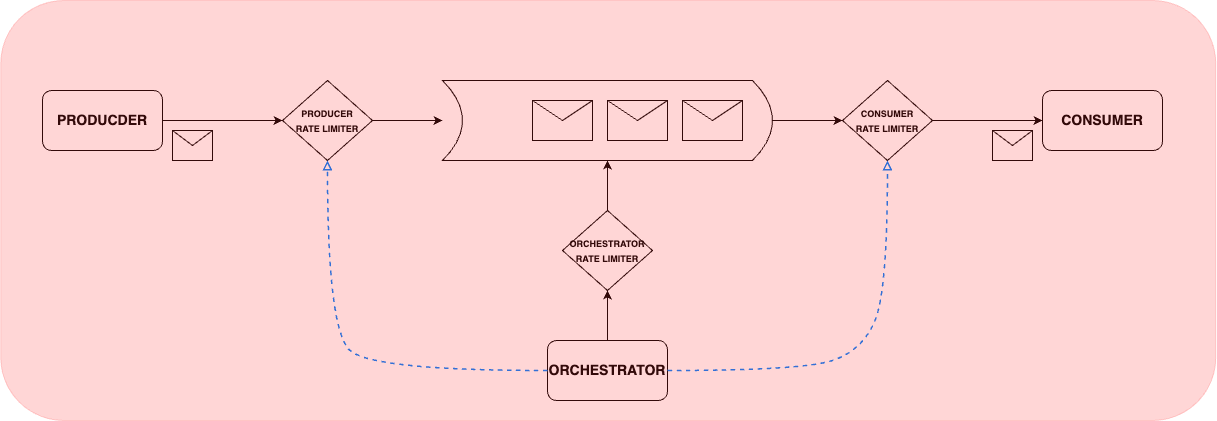 PRODUCDER
PRODUCER
RATE LIMITER
CONSUMER
RATE LIMITER
CONSUMER
ORCHESTRATOR
RATE LIMITER
ORCHESTRATOR